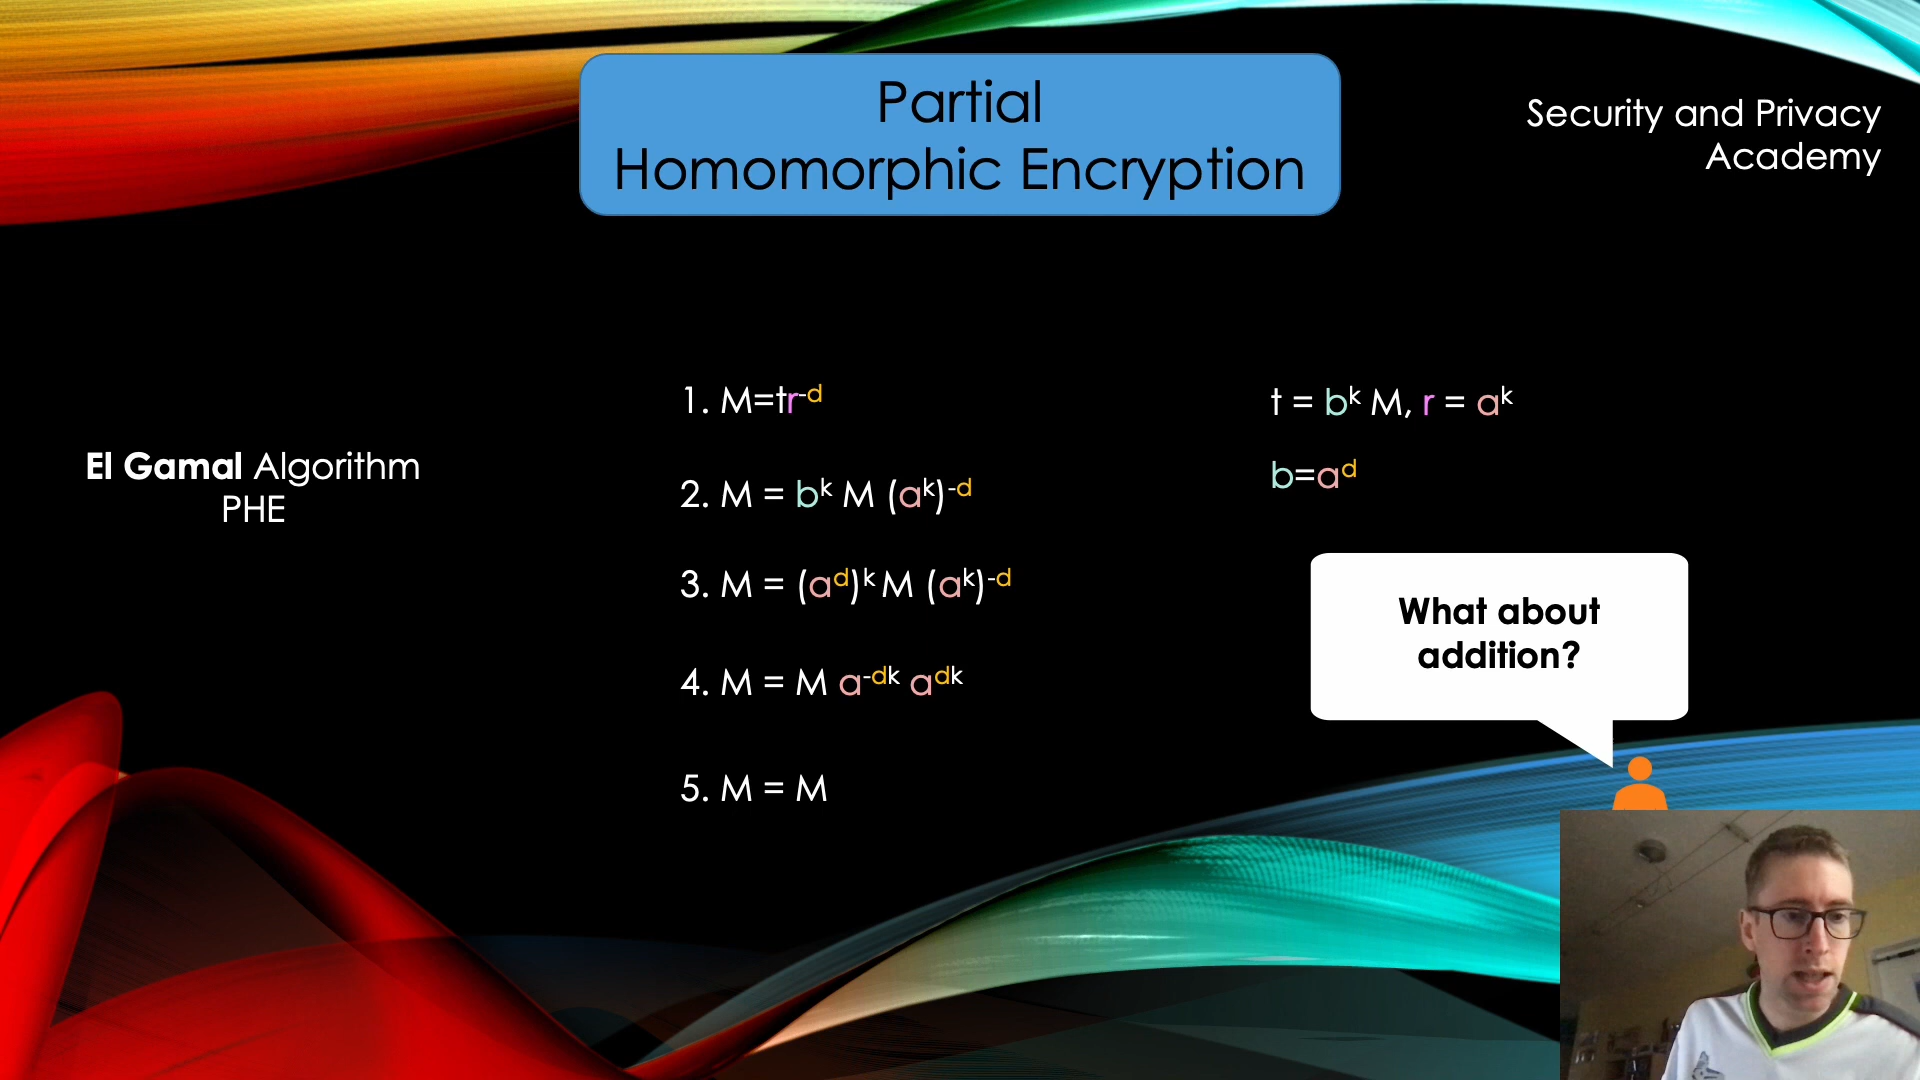 Partial
Homomorphic Encryption
Security and Privacy
Academy
El Gamal Algorithm
PHE
1. M=tr⁻ᵈ
2. M = bᵏ M (aᵏ)⁻ᵈ
3. M = (aᵈ)ᵏ M (aᵏ)⁻ᵈ
4. M = M a⁻ᵈᵏ aᵈᵏ
5. M = M
t = bᵏ M, r = aᵏ
b=aᵈ
What about
addition?